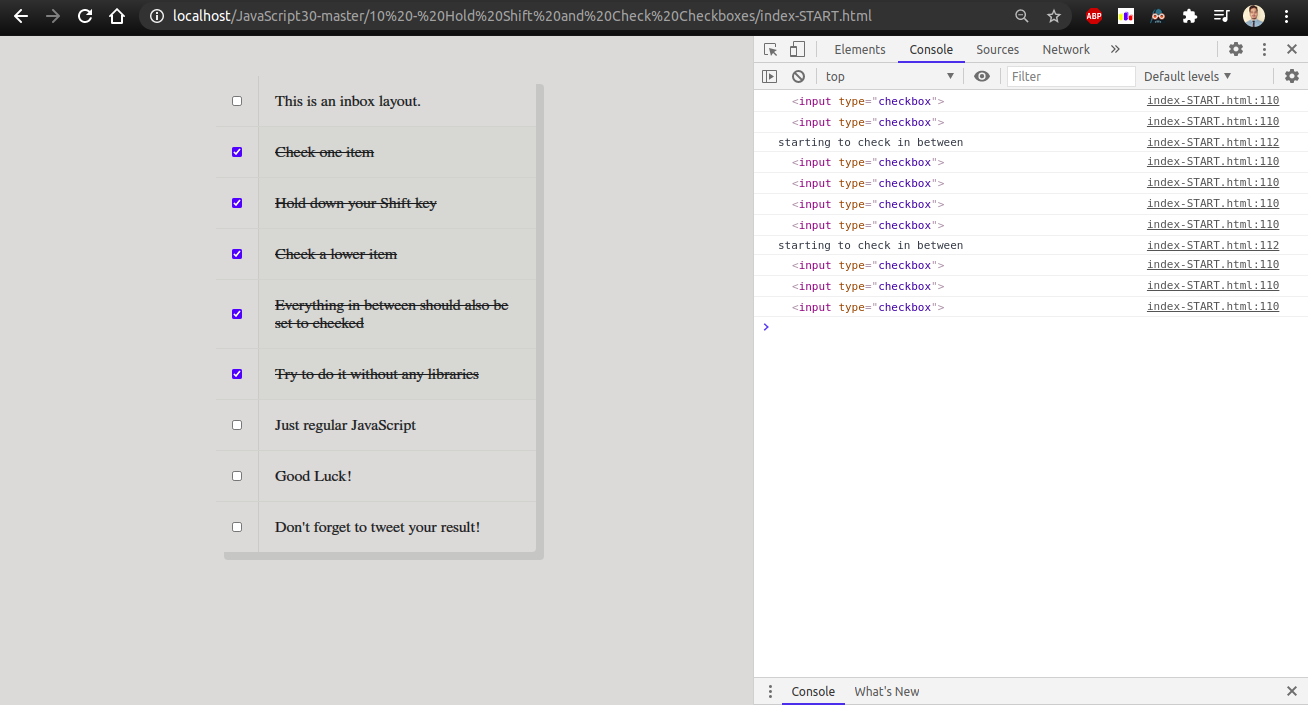 localhost/JavaScript30-master/10%20-%20Hold%20Shift%20and%20Check%20Checkboxes/index-START.html
ABP
This is an inbox layout.
Check one item
Hold down your Shift key
Check a lower item
Everything in between should also be
set to checked
Try to do it without any libraries
Just regular JavaScript
Good Luck!
Don't forget to tweet your result!
Elements Console Sources Network »
top Filter Default levels
<input type="checkbox"> index-START.html:110
<input type="checkbox"> index-START.html:110
starting to check in between index-START.html:112
<input type="checkbox"> index-START.html:110
<input type="checkbox"> index-START.html:110
<input type="checkbox"> index-START.html:110
<input type="checkbox"> index-START.html:110
starting to check in between index-START.html:112
<input type="checkbox"> index-START.html:110
<input type="checkbox"> index-START.html:110
<input type="checkbox"> index-START.html:110
Console What's New